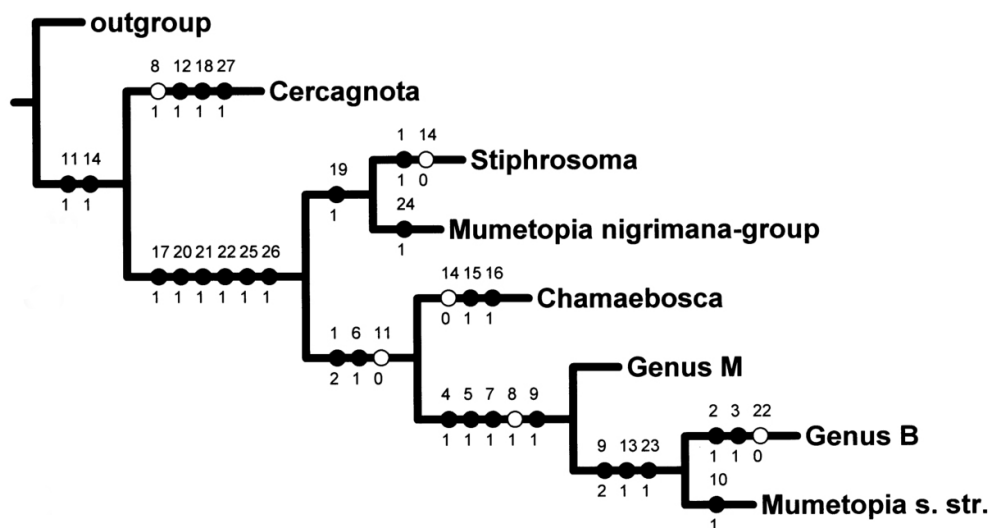 outgroup
8 12 18 27
Cercagnota
1 1 1 1
1 14
Stiphrosoma
1 0
11 14
19
1 1
24
1
Mumetopia nigrimana-group
1
17 20 21 22 25 26
14 15 16
Chamaebosca
1 1 1 1 1 1
0 1 1
1 6 11
2 1 0
Genus M
4 5 7 8 9
2 3 22
1 1 1 1 1
Genus B
9 13 23
1 1 0
2 1 1
10
Mumetopia s. str.
1